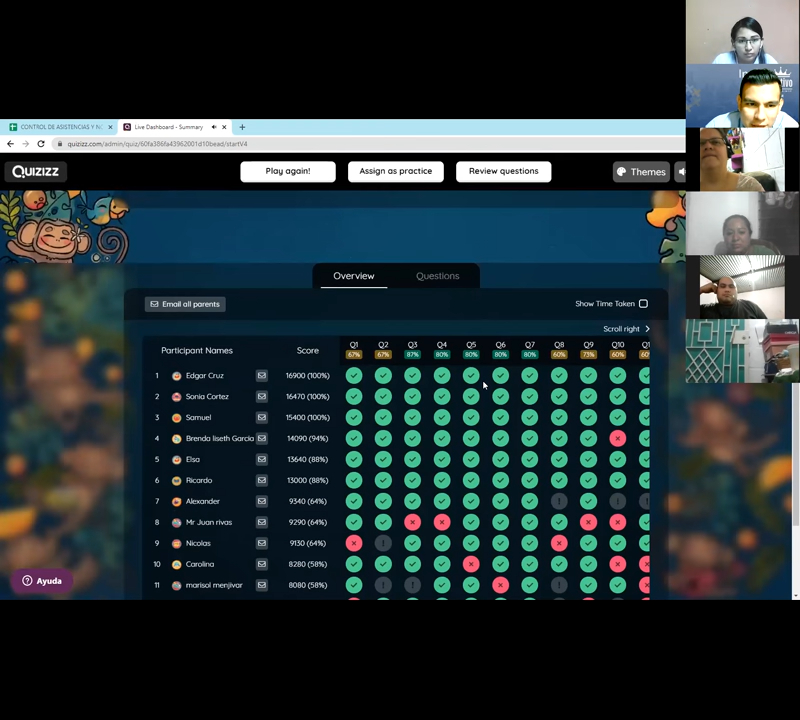 CONTROL DE ASISTENCIAS Y N
Live Dashboard - Summary
quizizz.com/admin/quiz/60fa386fa43962001d10bead/startV4
QUIZIZZ
Play again!
Assign as practice
Review questions
Themes
Overview
Questions
Email all parents
Show Time Taken
Scroll right
Participant Names Score Q1 Q2 Q3 Q4 Q5 Q6 Q7 Q8 Q9 Q10
67% 67% 87% 80% 80% 80% 80% 60% 73% 60%
1 Edgar Cruz 16900 (100%)
2 Sonia Cortez 16470 (100%)
3 Samuel 15400 (100%)
4 Brenda liseth Garcia 14090 (94%)
5 Elsa 13640 (88%)
6 Ricardo 13000 (88%)
7 Alexander 9340 (64%)
8 Mr Juan rivas 9290 (64%)
9 Nicolas 9130 (64%)
10 Carolina 8280 (58%)
11 marisol menjivar 8080 (58%)
Ayuda